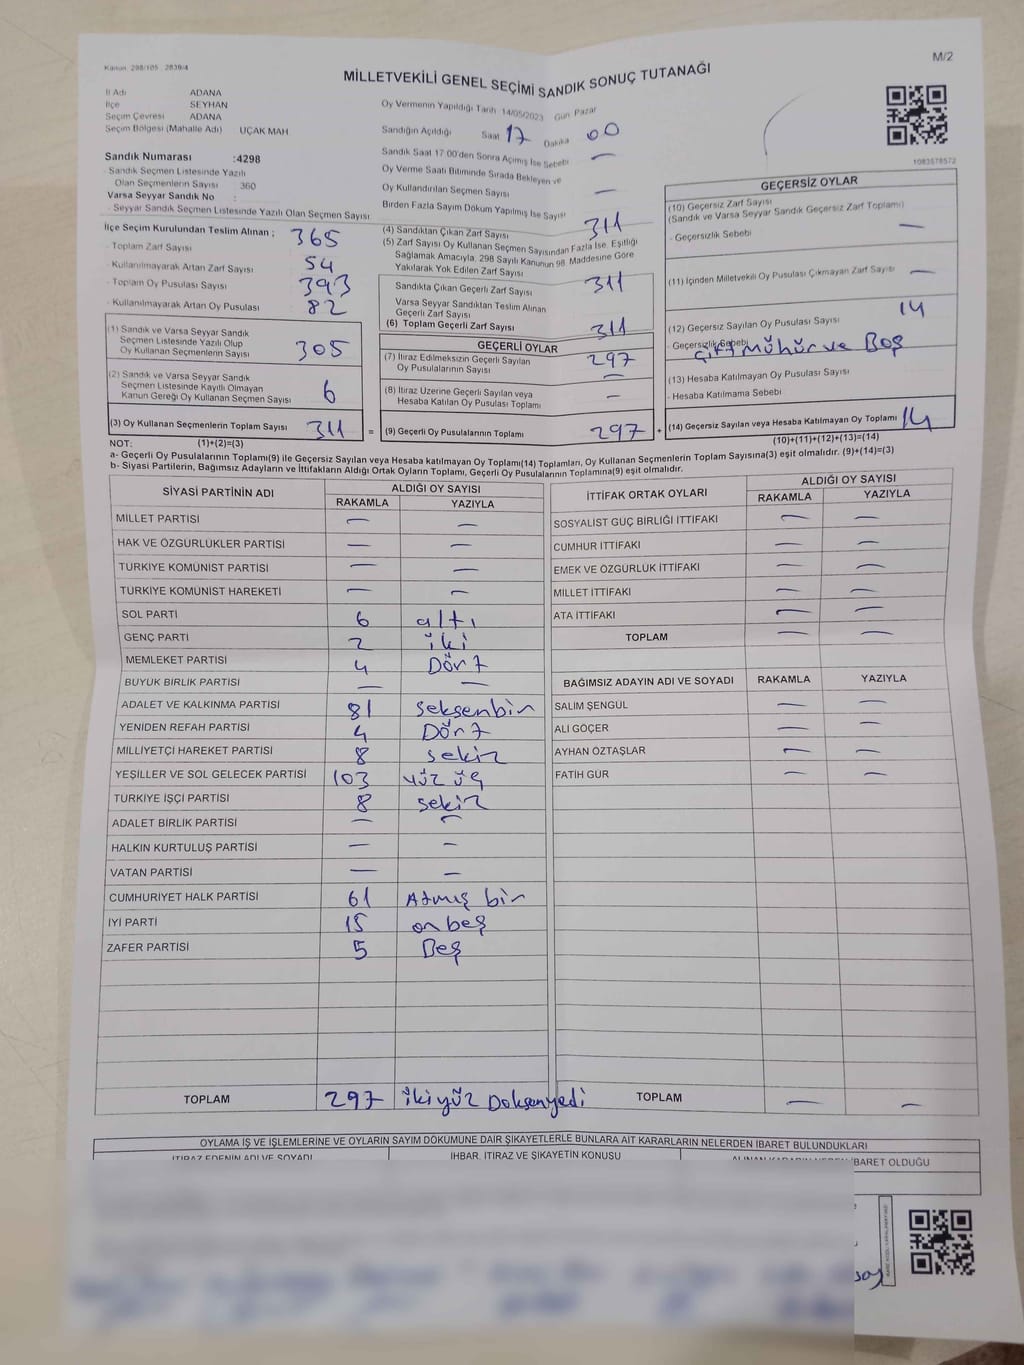 Kanun 298/105 2839/4
M/2
MİLLETVEKİLİ GENEL SEÇİMİ SANDIK SONUÇ TUTANAĞI
İl Adı ADANA
İlçe SEYHAN
Seçim Çevresi ADANA
Seçim Bölgesi (Mahalle Adı) UÇAK MAH
Sandık Numarası :4298
Sandık Seçmen Listesinde Yazılı
Olan Seçmenlerin Sayısı 360
Varsa Seyyar Sandık No :
Seyyar Sandık Seçmen Listesinde Yazılı Olan Seçmen Sayısı:
Oy Vermenin Yapıldığı Tarih 14/05/2023 Gün Pazar
Sandığın Açıldığı Saat 17 Dakika 00
Sandık Saat 17 00'den Sonra Açımış İse Sebebi —
Oy Verme Saati Bitiminde Sırada Bekleyen ve
Oy Kullandırılan Seçmen Sayısı —
Birden Fazla Sayım Döküm Yapılmış İse Sayısı
1083578572
İlçe Seçim Kurulundan Teslim Alınan ; 365
- Toplam Zarf Sayısı
- Kullanılmayarak Artan Zarf Sayısı 54
- Toplam Oy Pusulası Sayısı 393
- Kullanılmayarak Artan Oy Pusulası 82
(1) Sandık ve Varsa Seyyar Sandık
Seçmen Listesinde Yazılı Olup
Oy Kullanan Seçmenlerin Sayısı 305
(2) Sandık ve Varsa Seyyar Sandık
Seçmen Listesinde Kayıtlı Olmayan
Kanun Gereği Oy Kullanan Seçmen Sayısı 6
(3) Oy Kullanan Seçmenlerin Toplam Sayısı 311 =
(4) Sandıktan Çıkan Zarf Sayısı 311
(5) Zarf Sayısı Oy Kullanan Seçmen Sayısından Fazla İse, Eşitliği
Sağlamak Amacıyla, 298 Sayılı Kanunun 98. Maddesine Göre
Yakılarak Yok Edilen Zarf Sayısı
Sandıkta Çıkan Geçerli Zarf Sayısı 311
Varsa Seyyar Sandıktan Teslim Alınan
Geçerli Zarf Sayısı
(6) Toplam Geçerli Zarf Sayısı 311
GEÇERLİ OYLAR
(7) İtiraz Edilmeksizin Geçerli Sayılan
Oy Pusulalarının Sayısı 297
—
(8) İtiraz Üzerine Geçerli Sayılan veya
Hesaba Katılan Oy Pusulası Toplamı —
(9) Geçerli Oy Pusulalarının Toplamı 297 +
GEÇERSİZ OYLAR
(10) Geçersiz Zarf Sayısı
(Sandık ve Varsa Seyyar Sandık Geçersiz Zarf Toplamı)
- Geçersizlik Sebebi —
(11) İçinden Milletvekili Oy Pusulası Çıkmayan Zarf Sayısı —
(12) Geçersiz Sayılan Oy Pusulası Sayısı 14
- Geçersizlik Sebebi Çift mühür ve Boş
(13) Hesaba Katılmayan Oy Pusulası Sayısı
- Hesaba Katılmama Sebebi
(14) Geçersiz Sayılan veya Hesaba Katılmayan Oy Toplamı 14
NOT: (1)+(2)=(3)
(10)+(11)+(12)+(13)=(14)
a- Geçerli Oy Pusulalarının Toplamı(9) ile Geçersiz Sayılan veya Hesaba katılmayan Oy Toplamı(14) Toplamları, Oy Kullanan Seçmenlerin Toplam Sayısına(3) eşit olmalıdır. (9)+(14)=(3)
b- Siyasi Partilerin, Bağımsız Adayların ve İttifakların Aldığı Ortak Oyların Toplamı, Geçerli Oy Pusulalarının Toplamına(9) eşit olmalıdır.
SİYASİ PARTİNİN ADI ALDIĞI OY SAYISI
RAKAMLA YAZIYLA
MİLLET PARTİSİ — —
HAK VE ÖZGÜRLÜKLER PARTİSİ — —
TÜRKİYE KOMÜNİST PARTİSİ — —
TÜRKİYE KOMÜNİST HAREKETİ — —
SOL PARTİ 6 altı
GENÇ PARTİ 2 iki
MEMLEKET PARTİSİ 4 Dört
BÜYÜK BİRLİK PARTİSİ — —
ADALET VE KALKINMA PARTİSİ 81 seksenbir
YENİDEN REFAH PARTİSİ 4 Dört
MİLLİYETÇİ HAREKET PARTİSİ 8 sekiz
YEŞİLLER VE SOL GELECEK PARTİSİ 103 yüz üç
TÜRKİYE İŞÇİ PARTİSİ 8 sekiz
ADALET BİRLİK PARTİSİ — —
HALKIN KURTULUŞ PARTİSİ — —
VATAN PARTİSİ — —
CUMHURİYET HALK PARTİSİ 61 Atmış bir
İYİ PARTİ 15 onbeş
ZAFER PARTİSİ 5 Beş
TOPLAM 297 ikiyüz Doksanyedi
İTTİFAK ORTAK OYLARI ALDIĞI OY SAYISI
RAKAMLA YAZIYLA
SOSYALİST GÜÇ BİRLİĞİ İTTİFAKI — —
CUMHUR İTTİFAKI — —
EMEK VE ÖZGÜRLÜK İTTİFAKI — —
MİLLET İTTİFAKI — —
ATA İTTİFAKI — —
TOPLAM — —
BAĞIMSIZ ADAYIN ADI VE SOYADI RAKAMLA YAZIYLA
SALİM ŞENGÜL — —
ALİ GÖÇER — —
AYHAN ÖZTAŞLAR — —
FATİH GÜR — —
TOPLAM — —
OYLAMA İŞ VE İŞLEMLERİNE VE OYLARIN SAYIM DÖKÜMÜNE DAİR ŞİKAYETLERLE BUNLARA AİT KARARLARIN NELERDEN İBARET BULUNDUKLARI
İTİRAZ EDENİN ADI VE SOYADI İHBAR, İTİRAZ VE ŞİKAYETİN KONUSU ALINAN KARARIN NEDEN İBARET OLDUĞU